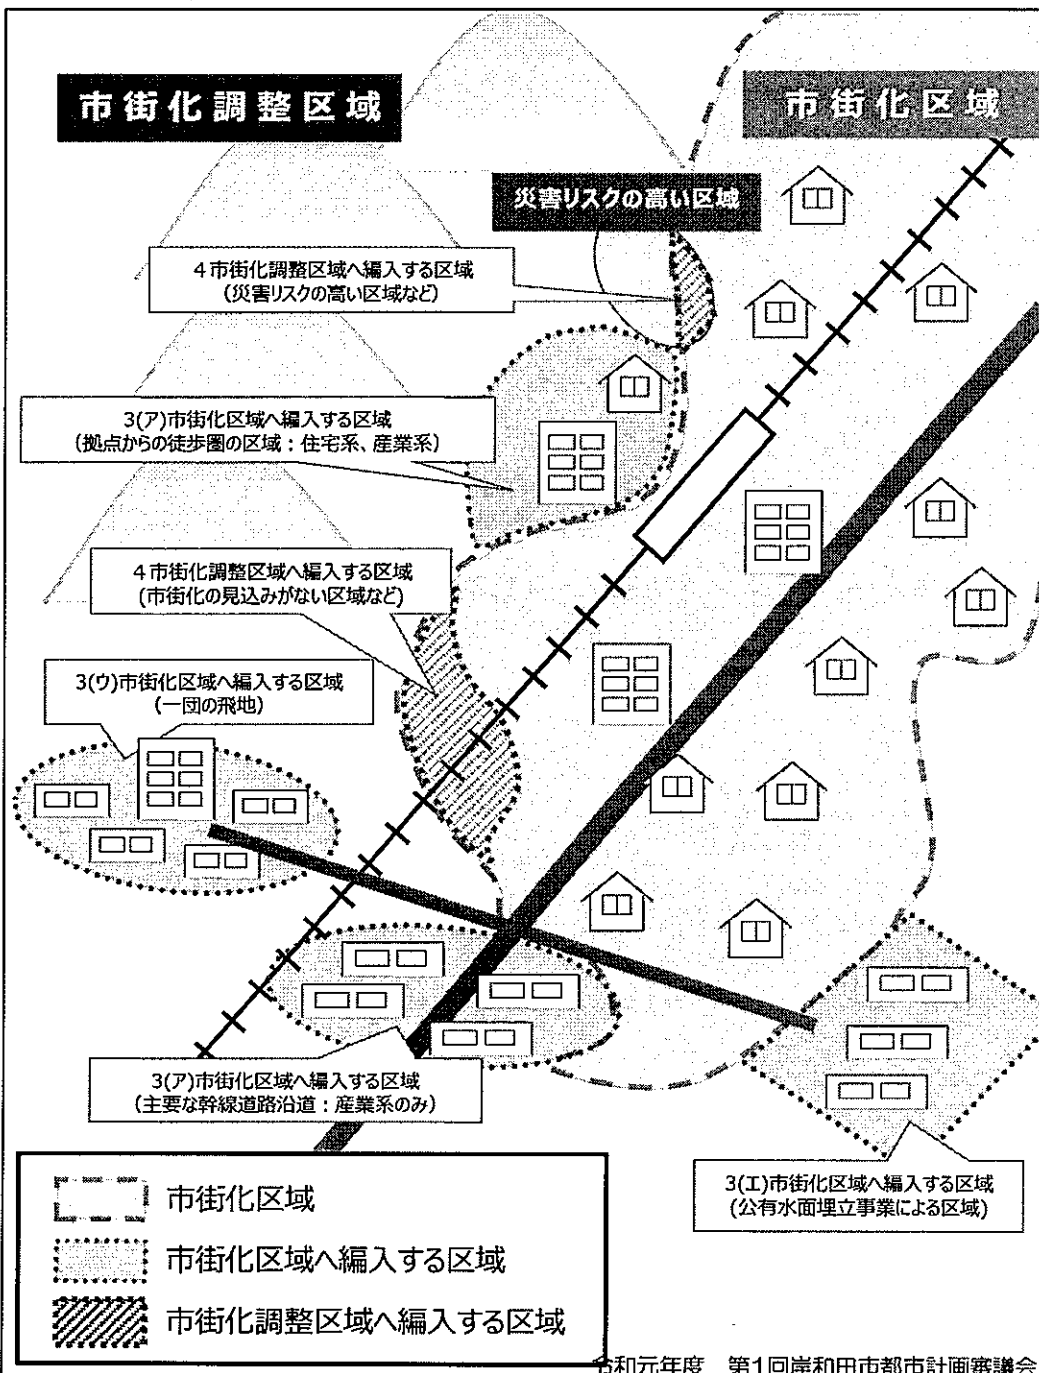 市街化調整区域
市街化区域
災害リスクの高い区域
4市街化調整区域へ編入する区域
(災害リスクの高い区域など)
3(ア)市街化区域へ編入する区域
(拠点からの徒歩圏の区域：住宅系、産業系)
4市街化調整区域へ編入する区域
(市街化の見込みがない区域など)
3(ウ)市街化区域へ編入する区域
(一団の飛地)
3(ア)市街化区域へ編入する区域
(主要な幹線道路沿道：産業系のみ)
3(エ)市街化区域へ編入する区域
(公有水面埋立事業による区域)
市街化区域
市街化区域へ編入する区域
市街化調整区域へ編入する区域
令和元年度　第1回岸和田市都市計画審議会